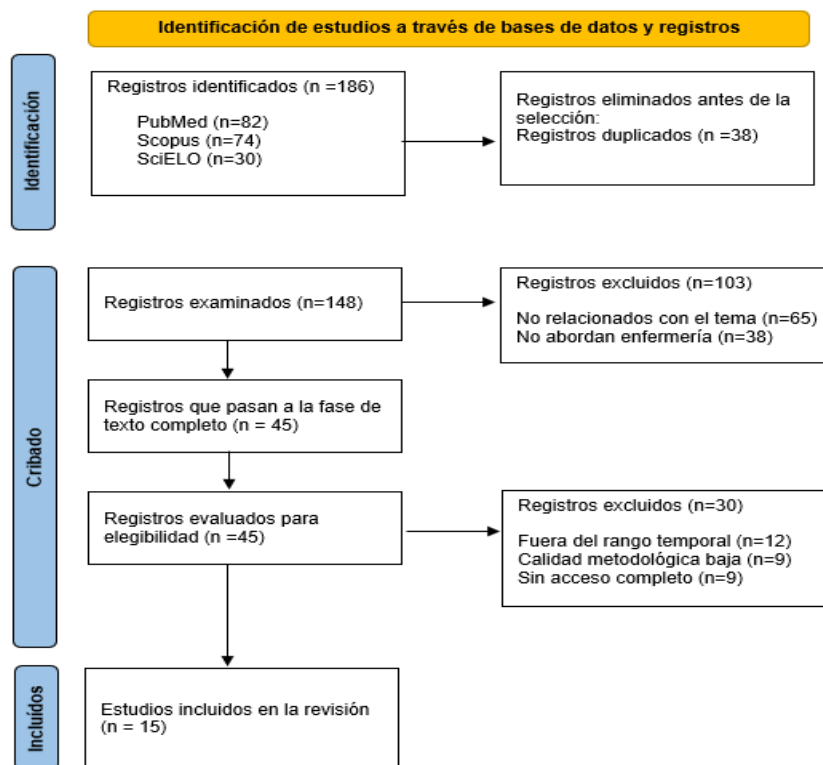 Identificación de estudios a través de bases de datos y registros
Identificación
Registros identificados (n =186)
PubMed (n=82)
Scopus (n=74)
SciELO (n=30)
Registros eliminados antes de la
selección:
Registros duplicados (n =38)
Cribado
Registros examinados (n=148)
Registros excluidos (n=103)
No relacionados con el tema (n=65)
No abordan enfermería (n=38)
Registros que pasan a la fase de
texto completo (n = 45)
Registros evaluados para
elegibilidad (n =45)
Registros excluidos (n=30)
Fuera del rango temporal (n=12)
Calidad metodológica baja (n=9)
Sin acceso completo (n=9)
Incluídos
Estudios incluidos en la revisión
(n = 15)